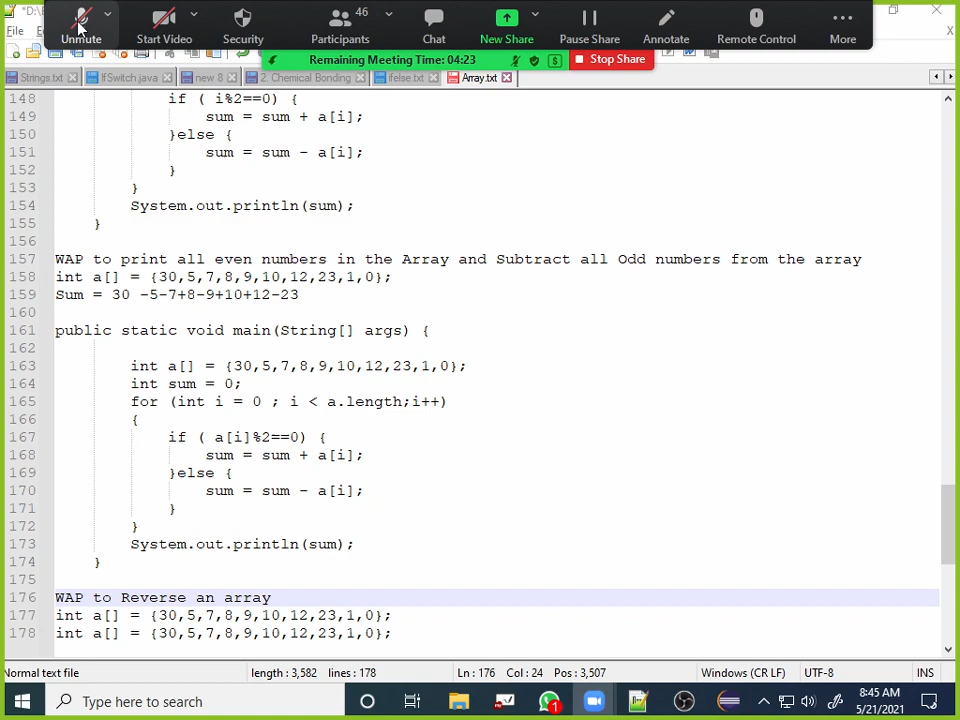 Unmute
Start Video
Security
46
Participants
Chat
New Share
Pause Share
Annotate
Remote Control
More
Remaining Meeting Time: 04:23
Stop Share
File
Strings.txt
IfSwitch.java
new 8
2. Chemical Bonding
ifelse.txt
Array.txt
148 if ( i%2==0) {
149 sum = sum + a[i];
150 }else {
151 sum = sum - a[i];
152 }
153 }
154 System.out.println(sum);
155 }
156
157 WAP to print all even numbers in the Array and Subtract all Odd numbers from the array
158 int a[] = {30,5,7,8,9,10,12,23,1,0};
159 Sum = 30 -5-7+8-9+10+12-23
160
161 public static void main(String[] args) {
162
163 int a[] = {30,5,7,8,9,10,12,23,1,0};
164 int sum = 0;
165 for (int i = 0 ; i < a.length;i++)
166 {
167 if ( a[i]%2==0) {
168 sum = sum + a[i];
169 }else {
170 sum = sum - a[i];
171 }
172 }
173 System.out.println(sum);
174 }
175
176 WAP to Reverse an array
177 int a[] = {30,5,7,8,9,10,12,23,1,0};
178 int a[] = {30,5,7,8,9,10,12,23,1,0};
Normal text file length : 3,582 lines : 178 Ln : 176 Col : 24 Pos : 3,507 Windows (CR LF) UTF-8 INS
Type here to search
1
8:45 AM
5/21/2021